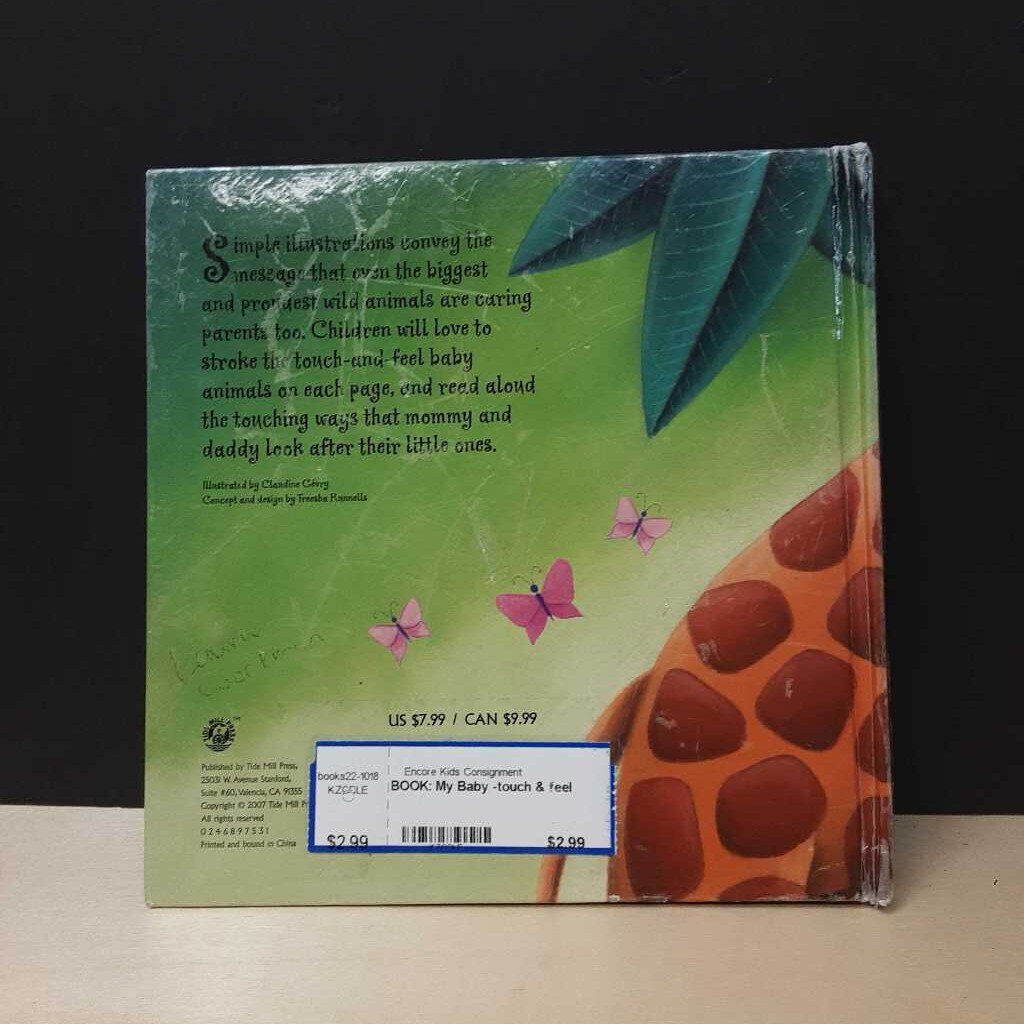 Simple illustrations convey the
message that even the biggest
and proudest wild animals are caring
parents too. Children will love to
stroke the touch-and-feel baby
animals on each page, and read aloud
the touching ways that mommy and
daddy look after their little ones.
Illustrated by Claudine Gévry
Concept and design by Treesha Runnells
US $7.99 / CAN $9.99
TIDE MILL PRESS
Published by Tide Mill Press,
25031 W. Avenue Stanford,
Suite #60, Valencia, CA 91355
Copyright © 2007 Tide Mill Pr
All rights reserved
0 2 4 6 8 9 7 5 3 1
Printed and bound in China
books22-1018
$2.99
Encore Kids Consignment
BOOK: My Baby -touch & feel
$2.99